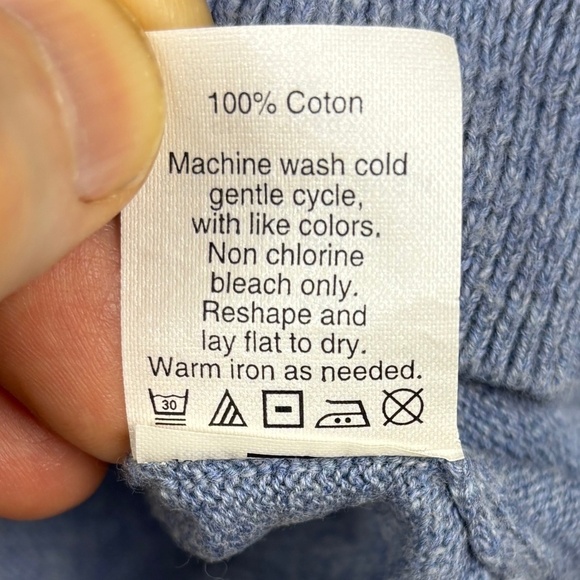 100% Coton
Machine wash cold
gentle cycle,
with like colors.
Non chlorine
bleach only.
Reshape and
lay flat to dry.
Warm iron as needed.
30